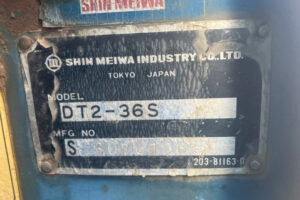 SHIN MEIWA
SHIN MEIWA INDUSTRY CO., LTD.
TOKYO JAPAN
MODEL
DT2-36S
MFG NO.
S
203-81163-0